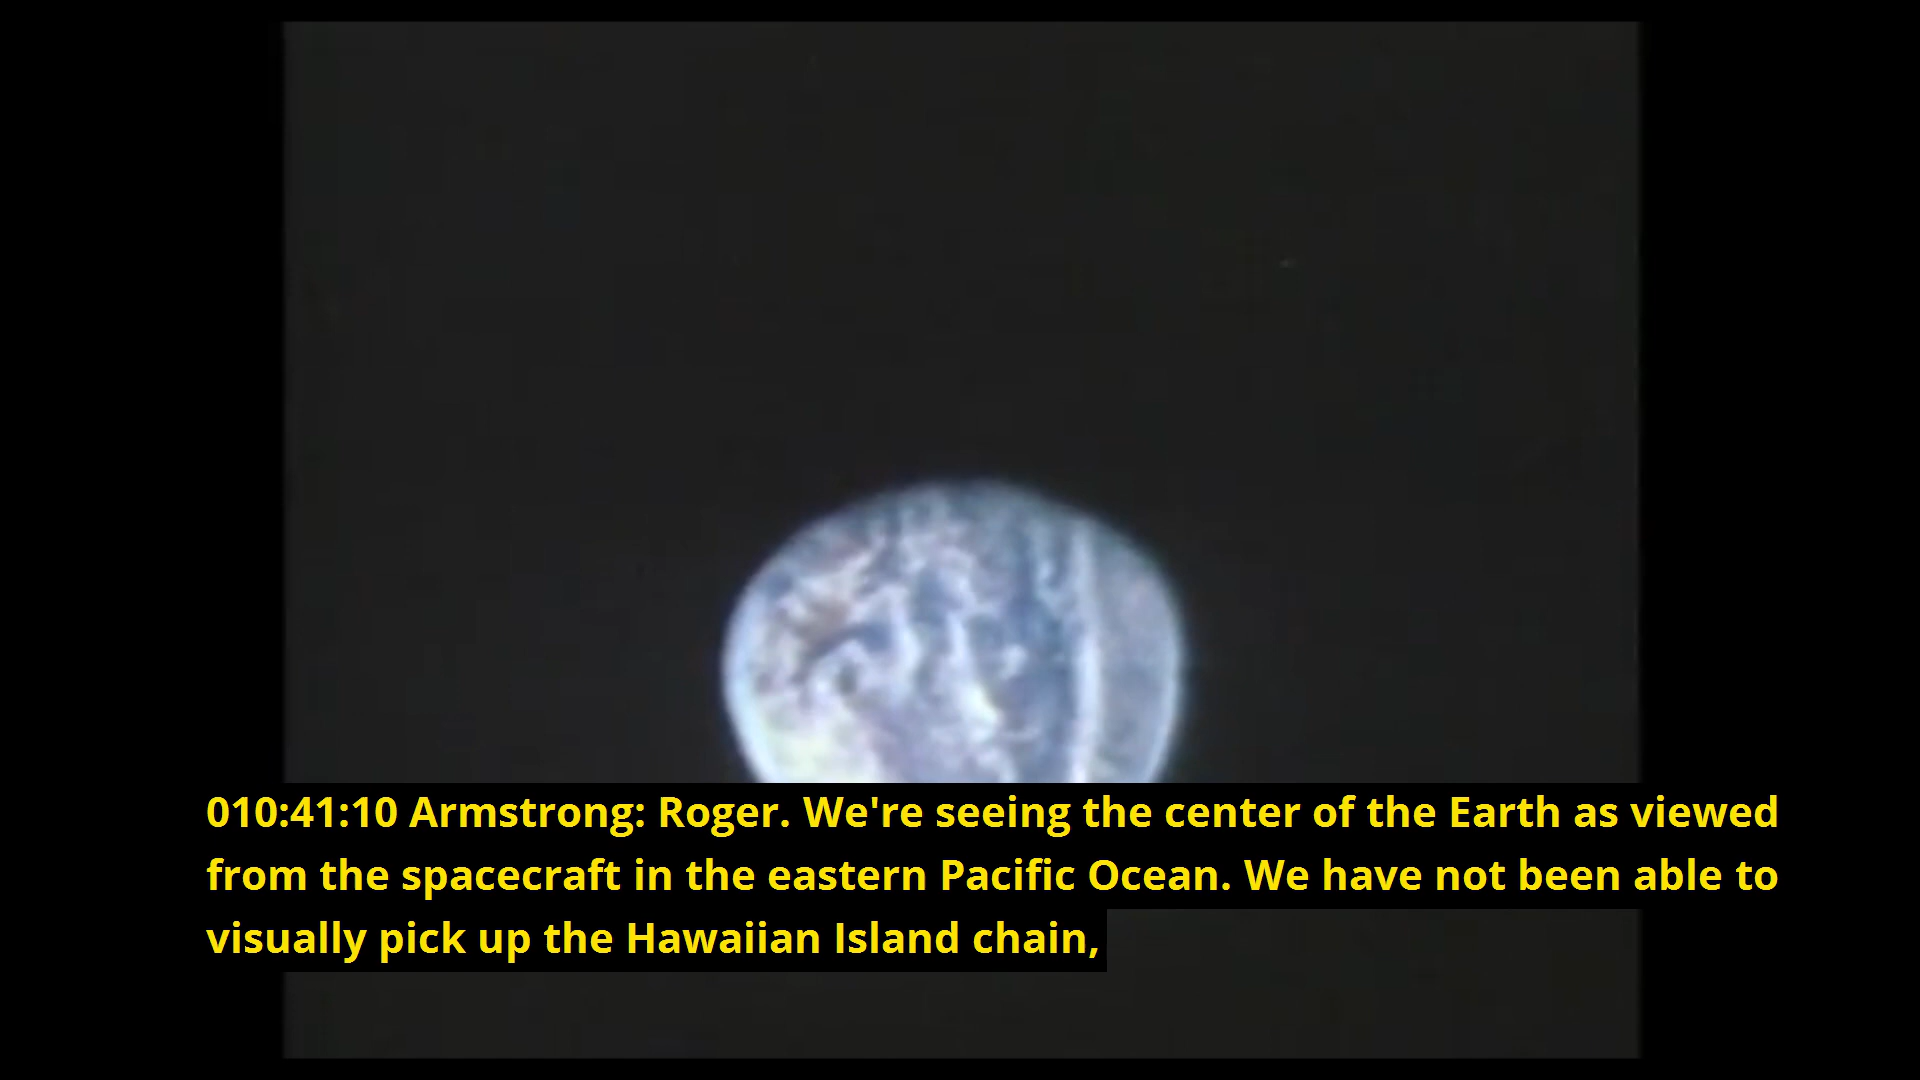 010:41:10 Armstrong: Roger. We're seeing the center of the Earth as viewed
from the spacecraft in the eastern Pacific Ocean. We have not been able to
visually pick up the Hawaiian Island chain,